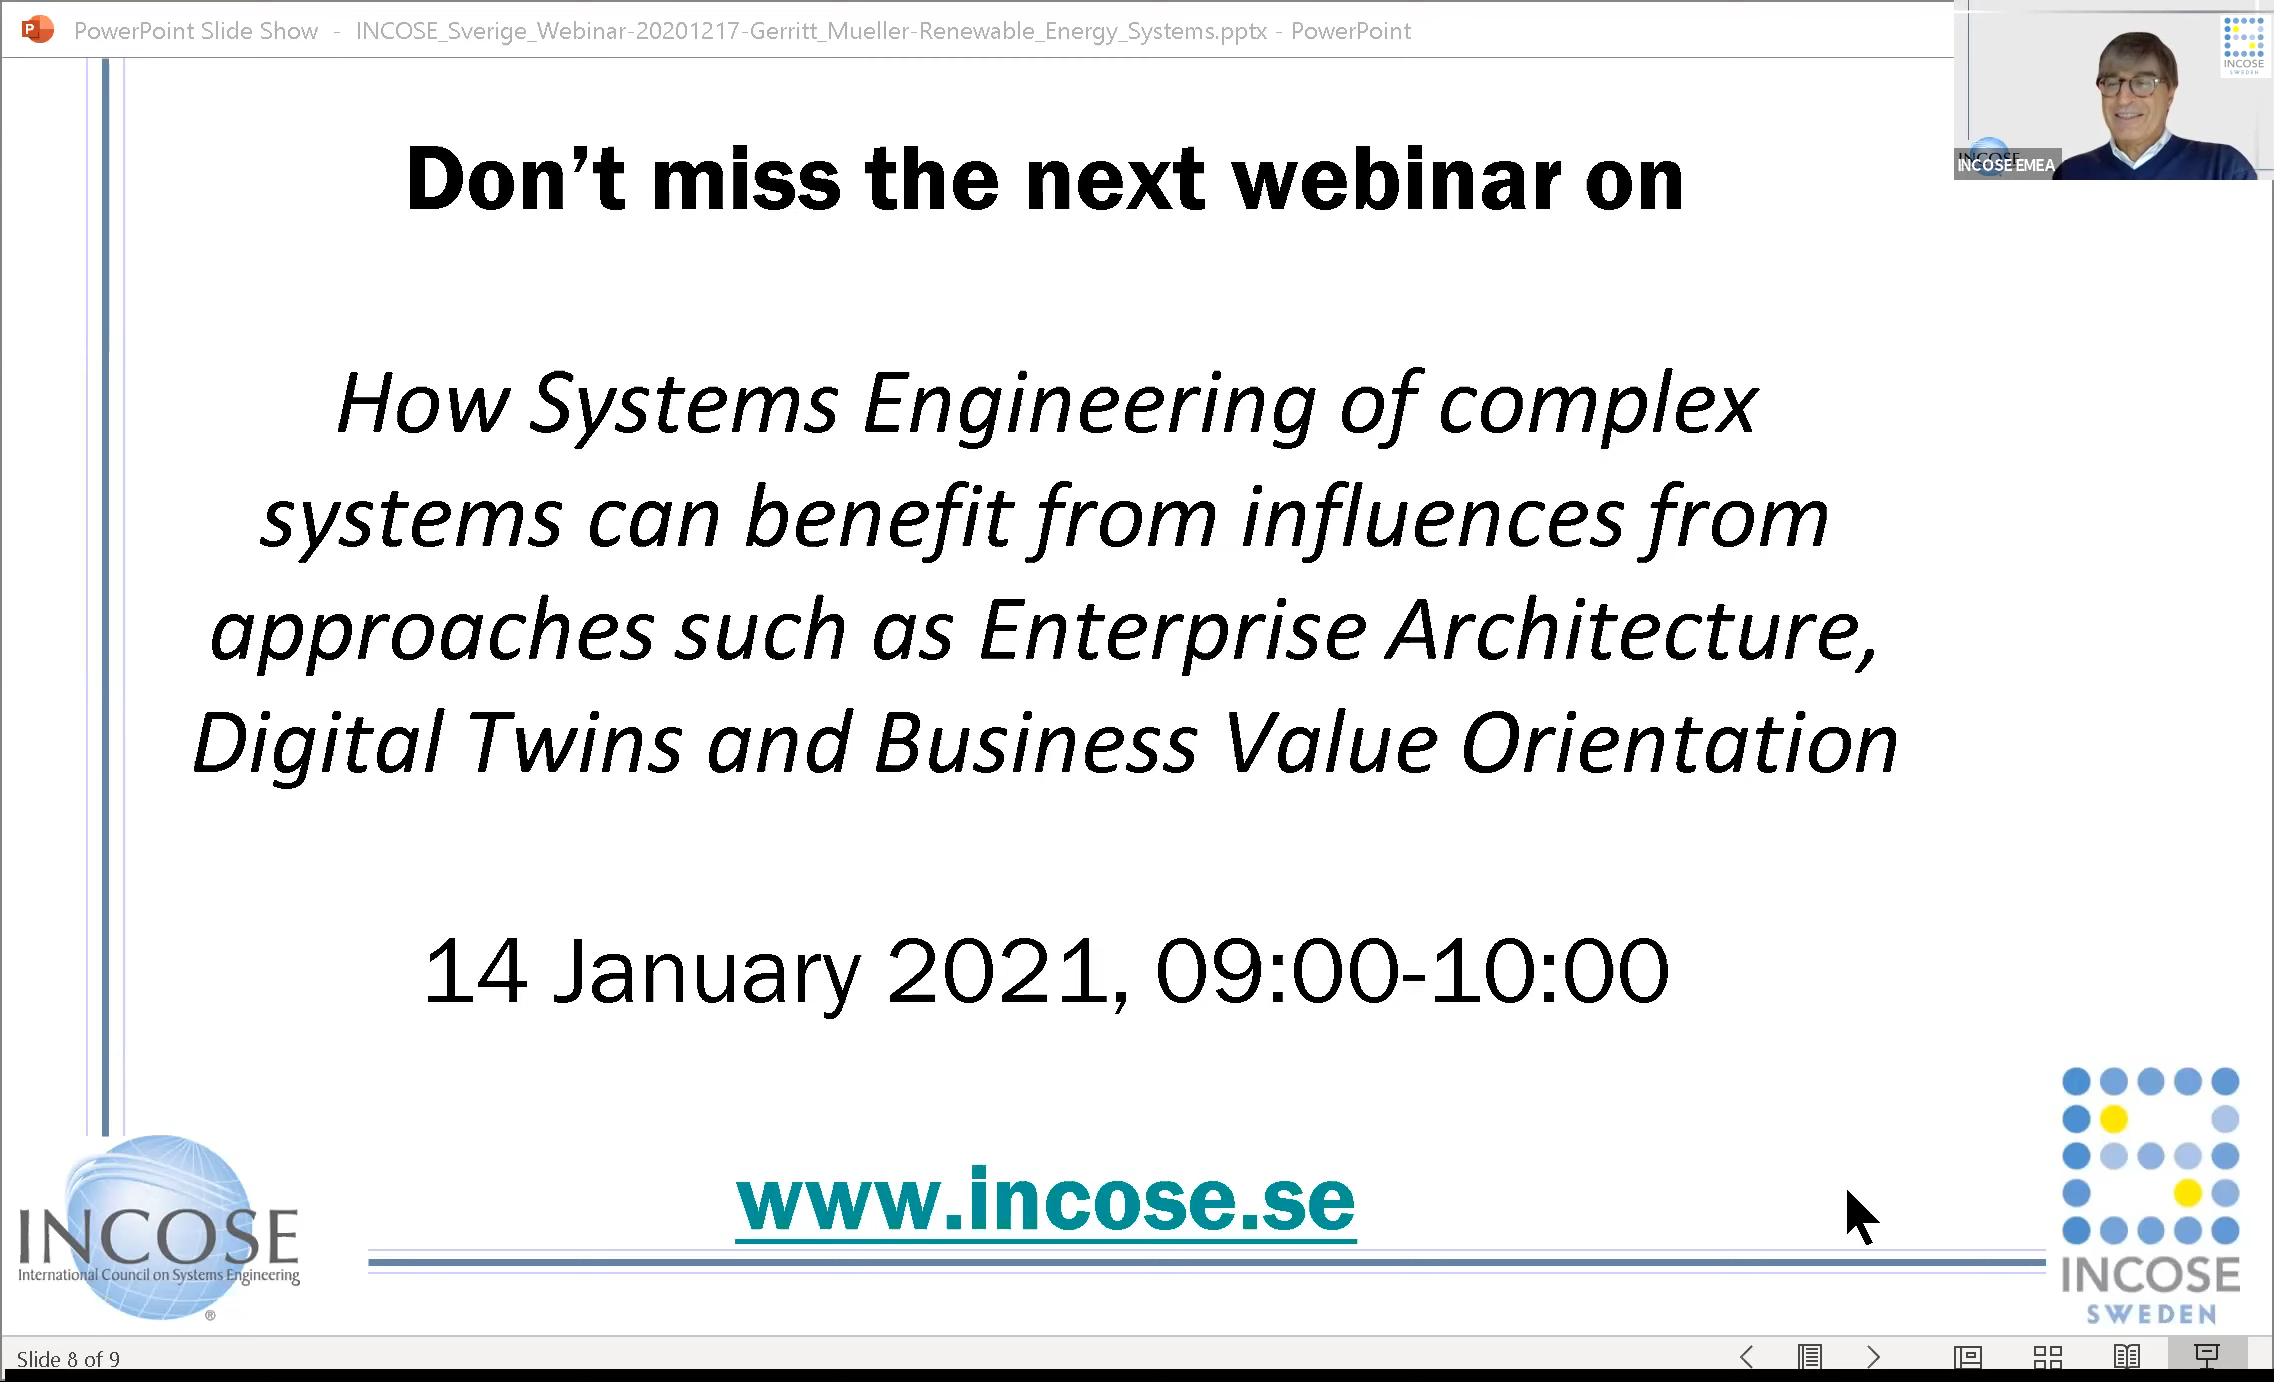 PowerPoint Slide Show - INCOSE_Sverige_Webinar-20201217-Gerritt_Mueller-Renewable_Energy_Systems.pptx - PowerPoint
INCOSE
SWEDEN
INCOSE
INCOSE EMEA
Don't miss the next webinar on
How Systems Engineering of complex
systems can benefit from influences from
approaches such as Enterprise Architecture,
Digital Twins and Business Value Orientation
14 January 2021, 09:00-10:00
www.incose.se
INCOSE
International Council on Systems Engineering
®
INCOSE
SWEDEN
Slide 8 of 9